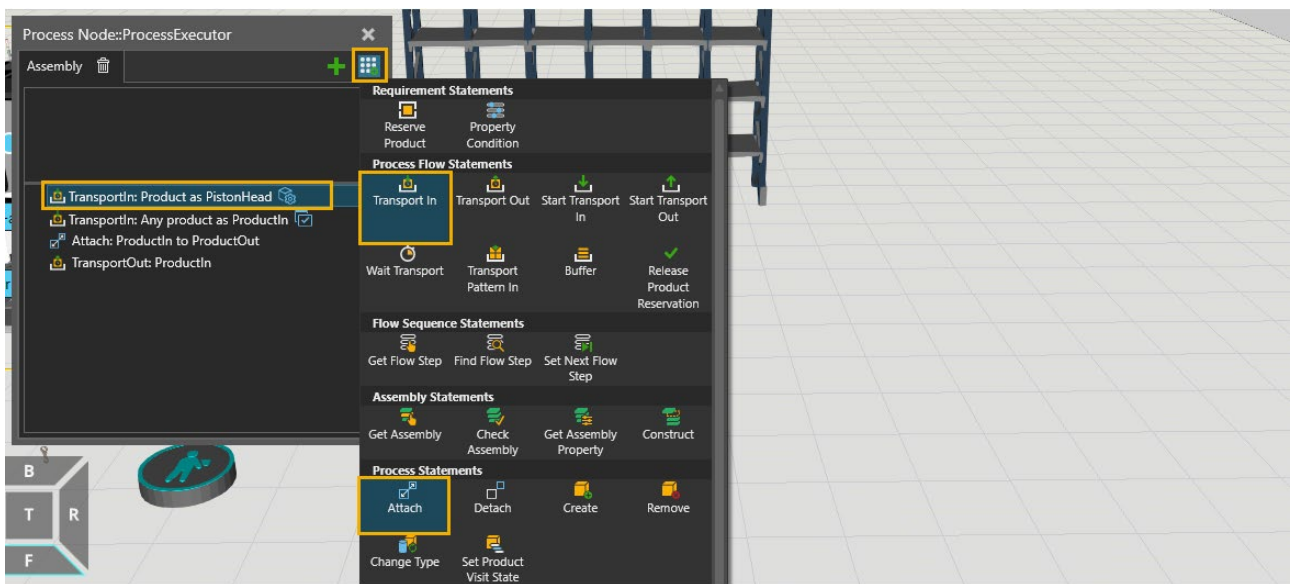 Process Node::ProcessExecutor
Assembly
TransportIn: Product as PistonHead
TransportIn: Any product as ProductIn
Attach: ProductIn to ProductOut
TransportOut: ProductIn
Requirement Statements
Reserve
Product
Property
Condition
Process Flow Statements
Transport In
Transport Out
Start Transport
In
Start Transport
Out
Wait Transport
Transport
Pattern In
Buffer
Release
Product
Reservation
Flow Sequence Statements
Get Flow Step
Find Flow Step
Set Next Flow
Step
Assembly Statements
Get Assembly
Check
Assembly
Get Assembly
Property
Construct
Process Statements
Attach
Detach
Create
Remove
Change Type
Set Product
Visit State
B
T
R
F